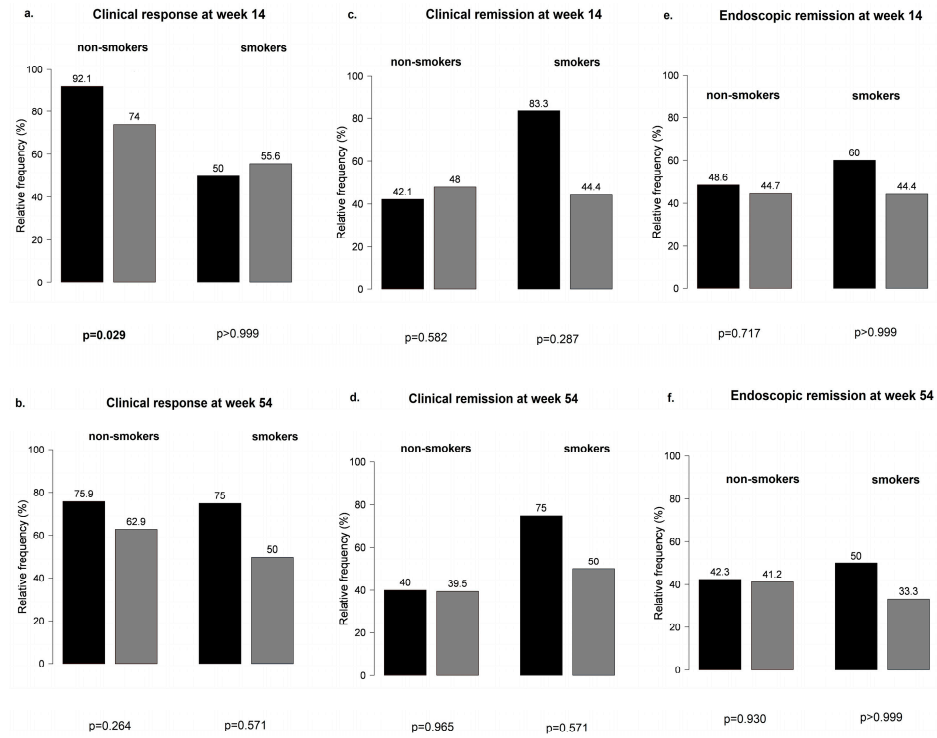 a.
Clinical response at week 14
non-smokers
smokers
Relative frequency (%)
100
80
60
40
20
0
92.1
74
50
55.6
p=0.029
p>0.999
c.
Clinical remission at week 14
non-smokers
smokers
Relative frequency (%)
100
80
60
40
20
0
42.1
48
83.3
44.4
p=0.582
p=0.287
e.
Endoscopic remission at week 14
non-smokers
smokers
Relative frequency (%)
100
80
60
40
20
0
48.6
44.7
60
44.4
p=0.717
p>0.999
b.
Clinical response at week 54
non-smokers
smokers
Relative frequency (%)
100
80
60
40
20
0
75.9
62.9
75
50
p=0.264
p=0.571
d.
Clinical remission at week 54
non-smokers
smokers
Relative frequency (%)
100
80
60
40
20
0
40
39.5
75
50
p=0.965
p=0.571
f.
Endoscopic remission at week 54
non-smokers
smokers
Relative frequency (%)
100
80
60
40
20
0
42.3
41.2
50
33.3
p=0.930
p>0.999